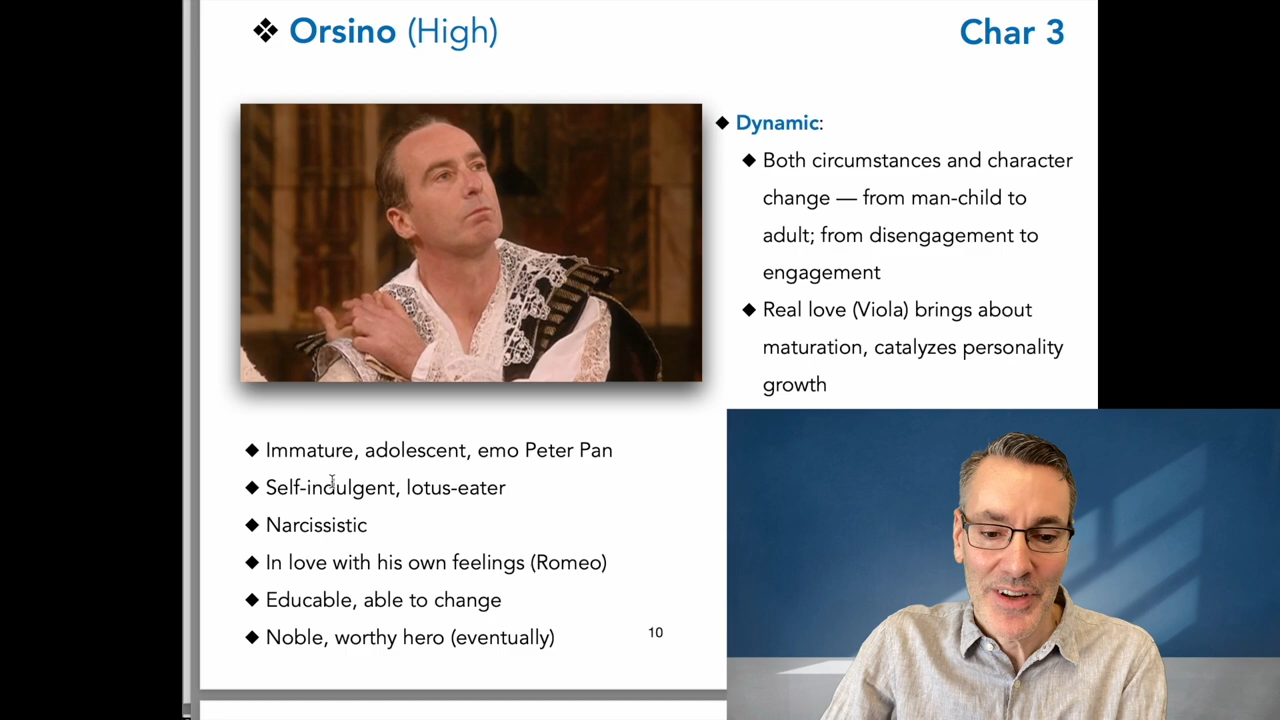 ❖ Orsino (High)
Char 3
◆ Dynamic:
◆ Both circumstances and character
change — from man-child to
adult; from disengagement to
engagement
◆ Real love (Viola) brings about
maturation, catalyzes personality
growth
◆ Immature, adolescent, emo Peter Pan
◆ Self-indulgent, lotus-eater
◆ Narcissistic
◆ In love with his own feelings (Romeo)
◆ Educable, able to change
◆ Noble, worthy hero (eventually)
10